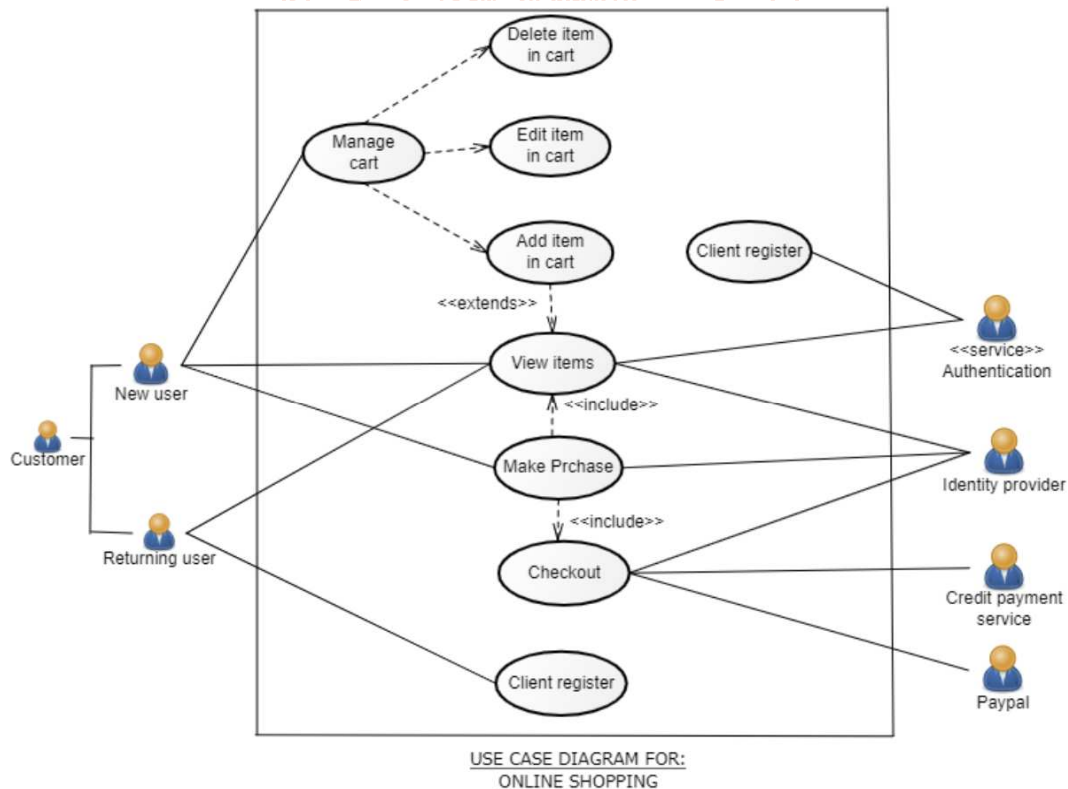 Delete item
in cart
Manage
cart
Edit item
in cart
Add item
in cart
Client register
<<extends>>
<<service>>
Authentication
View items
New user
<<include>>
Customer
Make Prchase
Identity provider
<<include>>
Returning user
Checkout
Credit payment
service
Client register
Paypal
USE CASE DIAGRAM FOR:
ONLINE SHOPPING